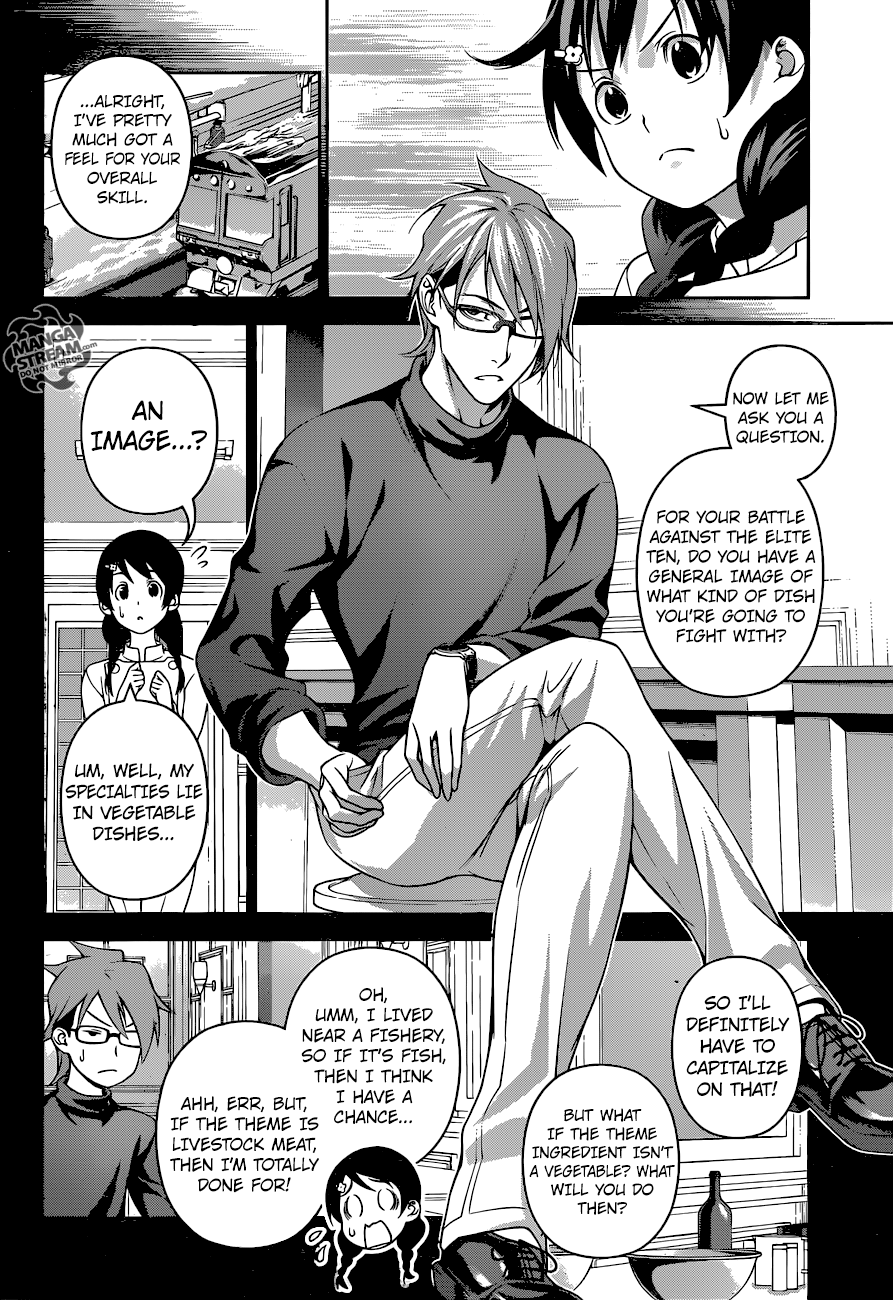 ...ALRIGHT,
I'VE PRETTY
MUCH GOT A
FEEL FOR YOUR
OVERALL
SKILL.
NOW LET ME
ASK YOU A
QUESTION.
FOR YOUR BATTLE
AGAINST THE ELITE
TEN, DO YOU HAVE A
GENERAL IMAGE OF
WHAT KIND OF DISH
YOU'RE GOING TO
FIGHT WITH?
AN
IMAGE...?
UM, WELL, MY
SPECIALTIES LIE
IN VEGETABLE
DISHES...
SO I'LL
DEFINITELY
HAVE TO
CAPITALIZE
ON THAT!
BUT WHAT
IF THE THEME
INGREDIENT ISN'T
A VEGETABLE? WHAT
WILL YOU DO
THEN?
OH,
UMM, I LIVED
NEAR A FISHERY,
SO IF IT'S FISH,
THEN I THINK
I HAVE A
CHANCE...
AHH, ERR, BUT,
IF THE THEME IS
LIVESTOCK MEAT,
THEN I'M TOTALLY
DONE FOR!
MANGA
STREAM.com
DO NOT MIRROR